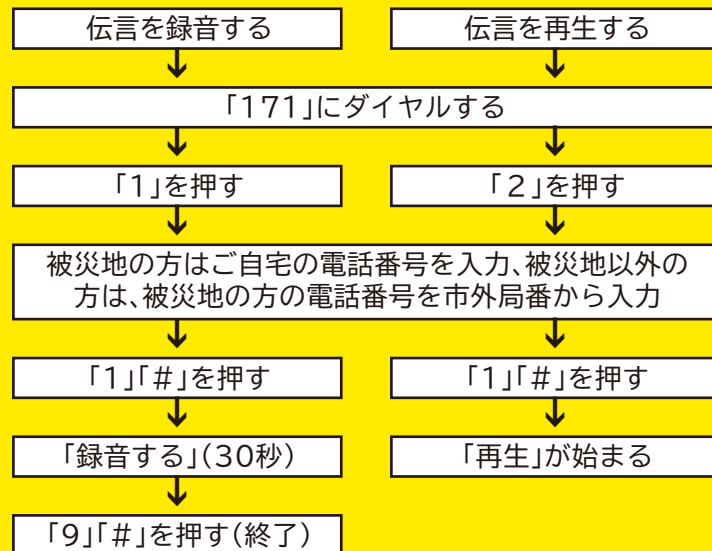 伝言を録音する
伝言を再生する
「171」にダイヤルする
「1」を押す
「2」を押す
被災地の方はご自宅の電話番号を入力、被災地以外の
方は、被災地の方の電話番号を市外局番から入力
「1」「#」を押す
「1」「#」を押す
「録音する」(30秒)
「再生」が始まる
「9」「#」を押す(終了)